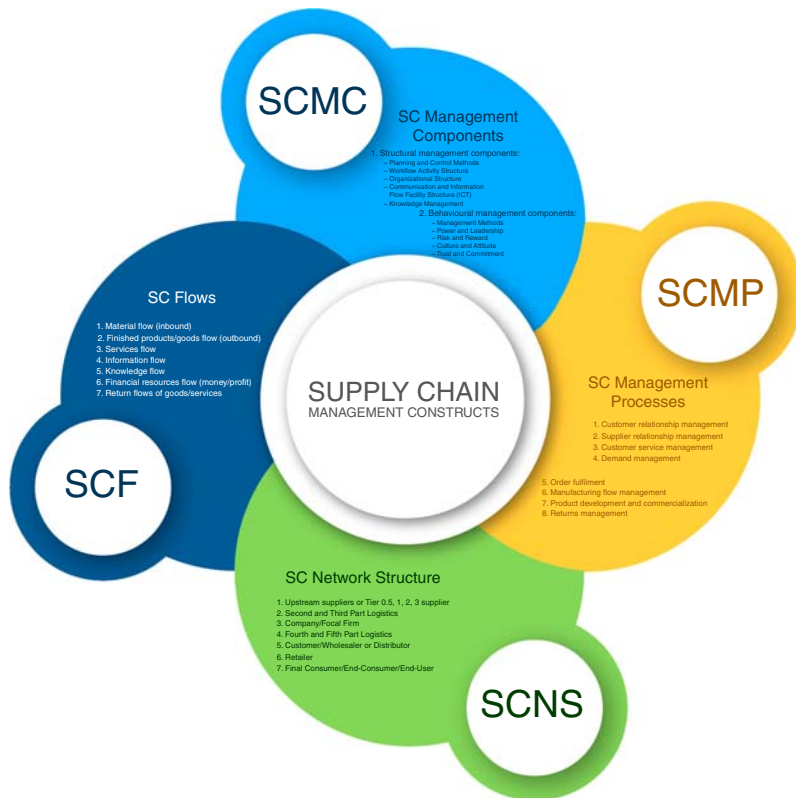 SCMC
SC Management
Components
1. Structural management components:
– Planning and Control Methods
– Workflow Activity Structure
– Organizational Structure
– Communication and Information
Flow Facility Structure (ICT)
– Knowledge Management
2. Behavioural management components:
– Management Methods
– Power and Leadership
– Risk and Reward
– Culture and Attitude
– Trust and Commitment
SCMP
SC Management
Processes
1. Customer relationship management
2. Supplier relationship management
3. Customer service management
4. Demand management
5. Order fulfilment
6. Manufacturing flow management
7. Product development and commercialization
8. Returns management
SC Flows
1. Material flow (inbound)
2. Finished products/goods flow (outbound)
3. Services flow
4. Information flow
5. Knowledge flow
6. Financial resources flow (money/profit)
7. Return flows of goods/services
SCF
SUPPLY CHAIN
MANAGEMENT CONSTRUCTS
SC Network Structure
1. Upstream suppliers or Tier 0.5, 1, 2, 3 supplier
2. Second and Third Part Logistics
3. Company/Focal Firm
4. Fourth and Fifth Part Logistics
5. Customer/Wholesaler or Distributor
6. Retailer
7. Final Consumer/End-Consumer/End-User
SCNS